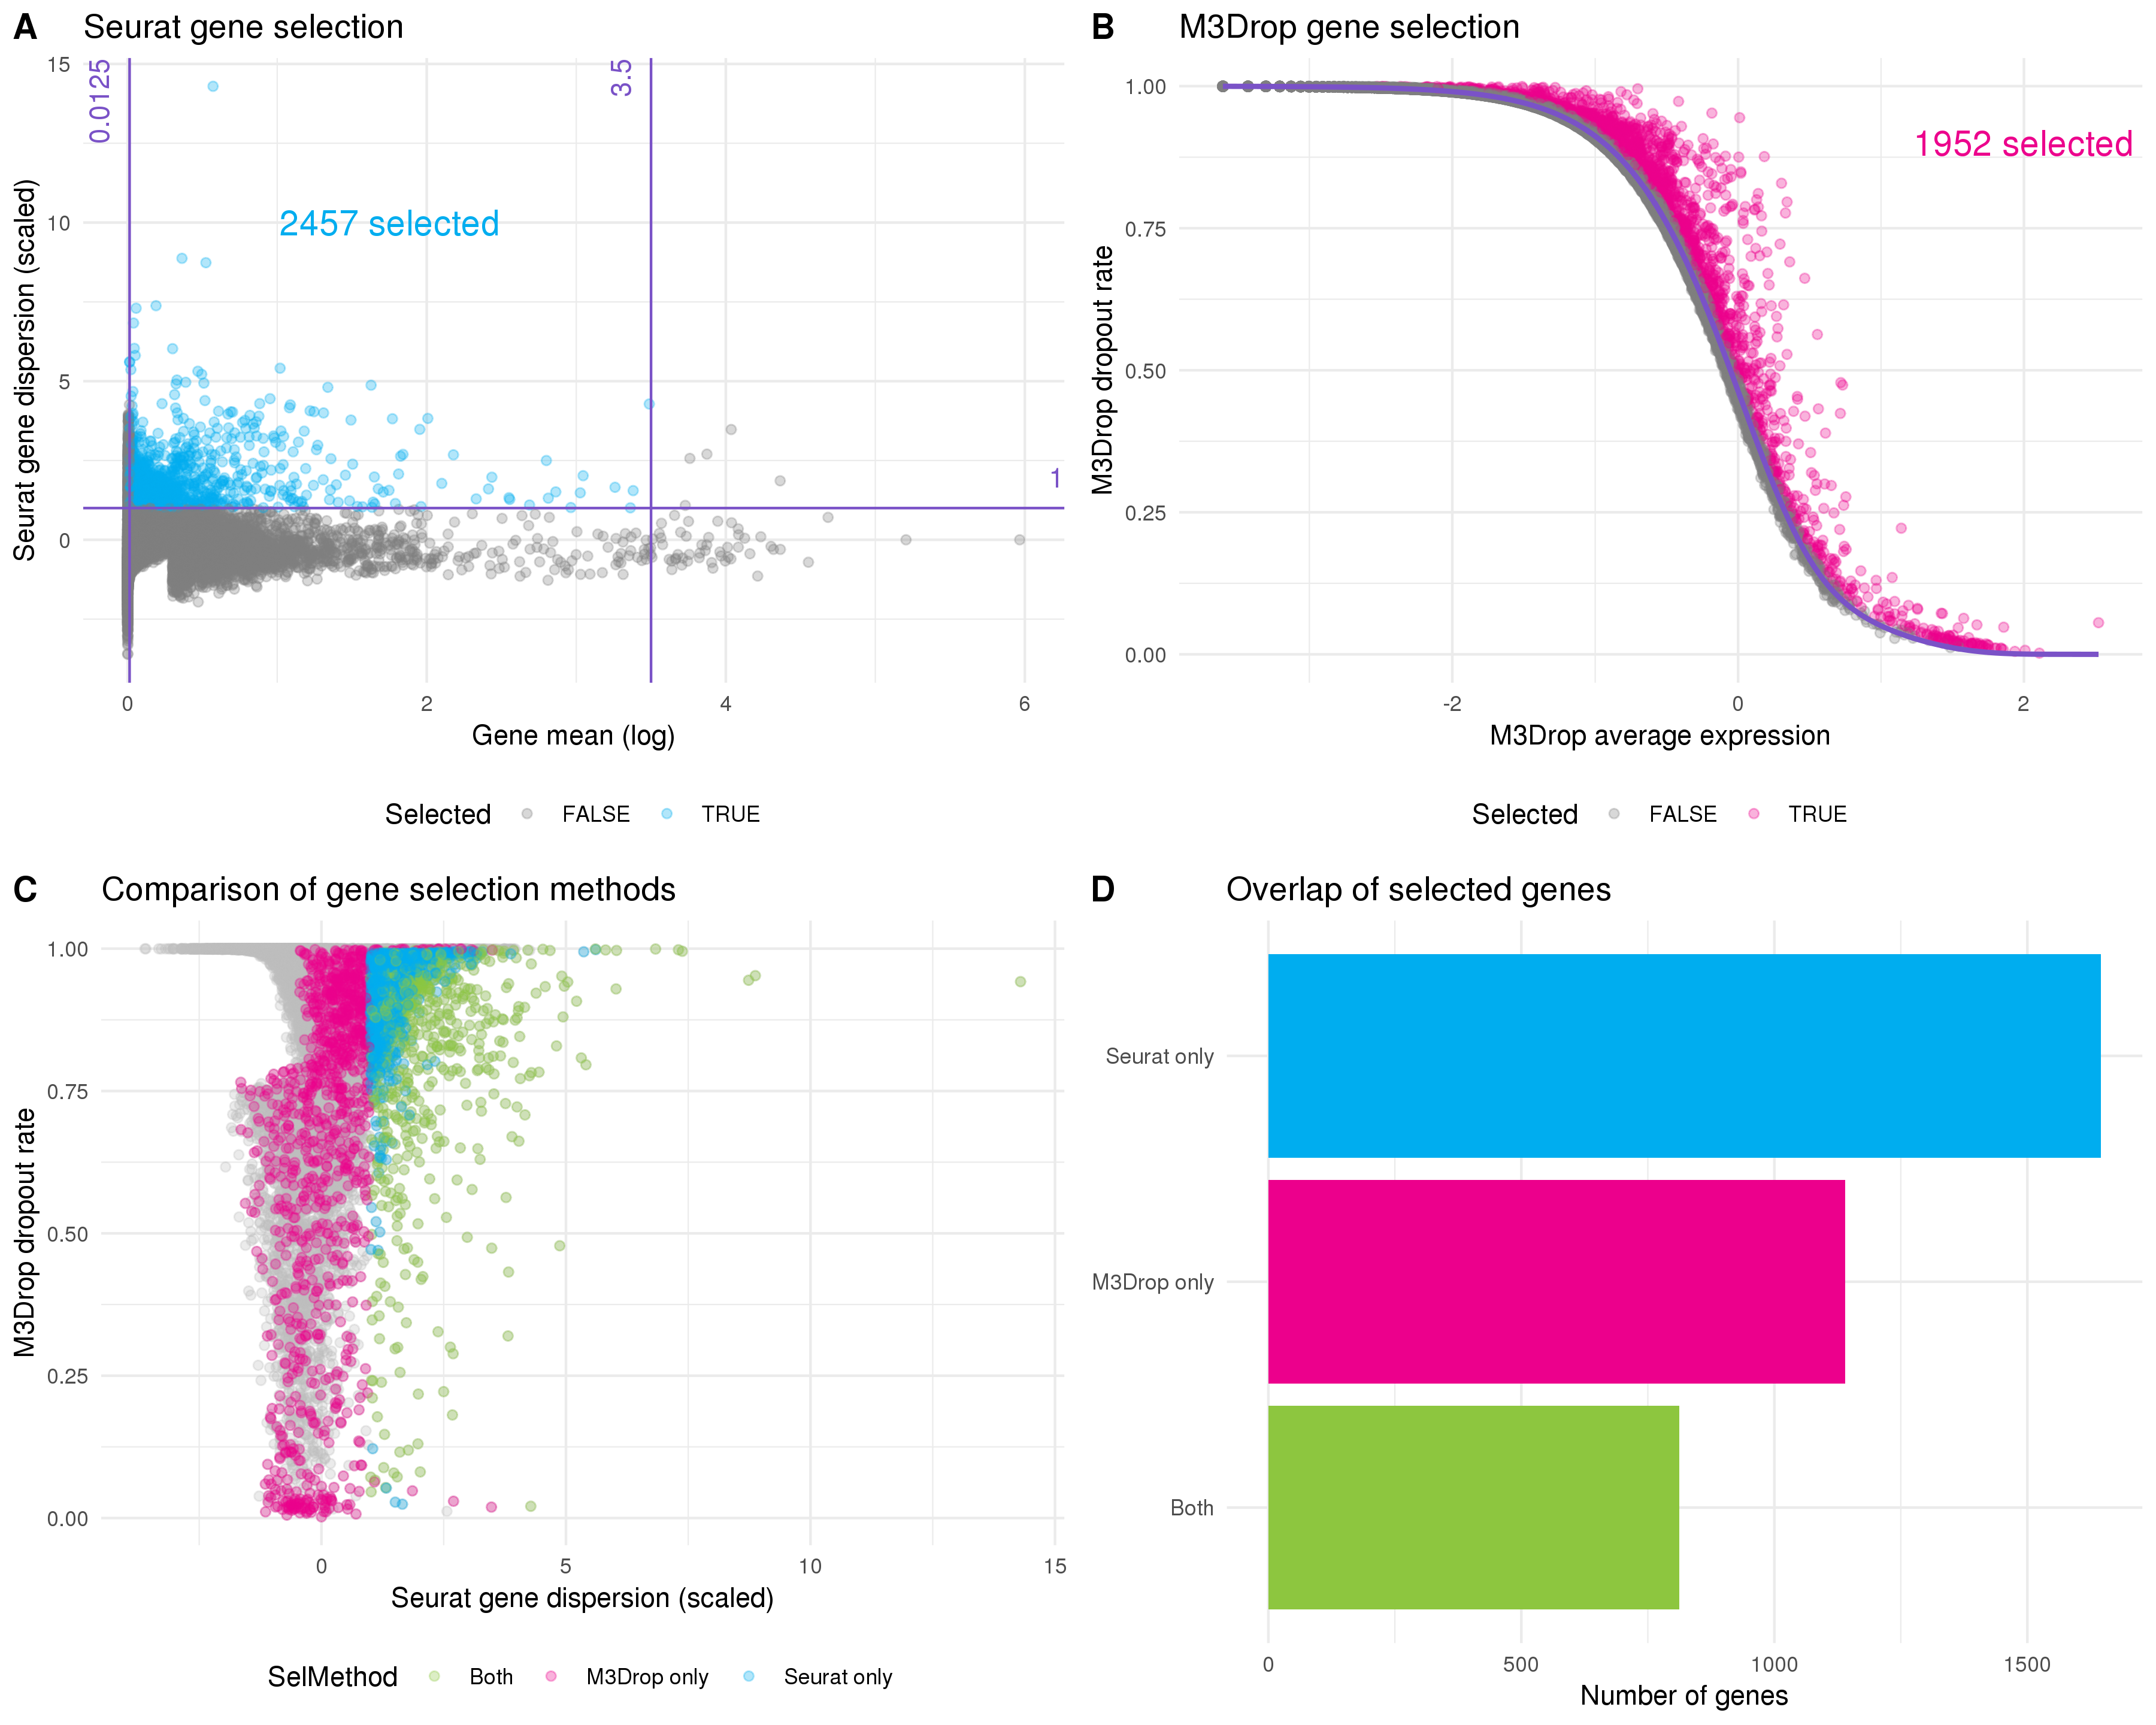 A Seurat gene selection
15
10
5
0
0.0125
3.5
2457 selected
1
Seurat gene dispersion (scaled)
0 2 4 6
Gene mean (log)
Selected FALSE TRUE
B M3Drop gene selection
1.00
0.75
0.50
0.25
0.00
1952 selected
M3Drop dropout rate
-2 0 2
M3Drop average expression
Selected FALSE TRUE
C Comparison of gene selection methods
1.00
0.75
0.50
0.25
0.00
M3Drop dropout rate
0 5 10 15
Seurat gene dispersion (scaled)
SelMethod Both M3Drop only Seurat only
D Overlap of selected genes
Seurat only
M3Drop only
Both
0 500 1000 1500
Number of genes